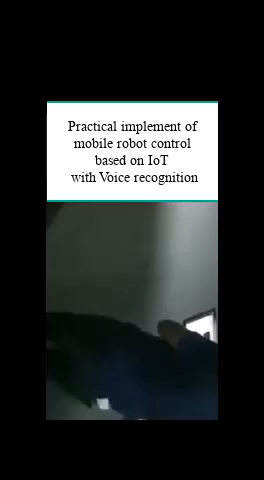 Practical implement of
mobile robot control
based on IoT
with Voice recognition